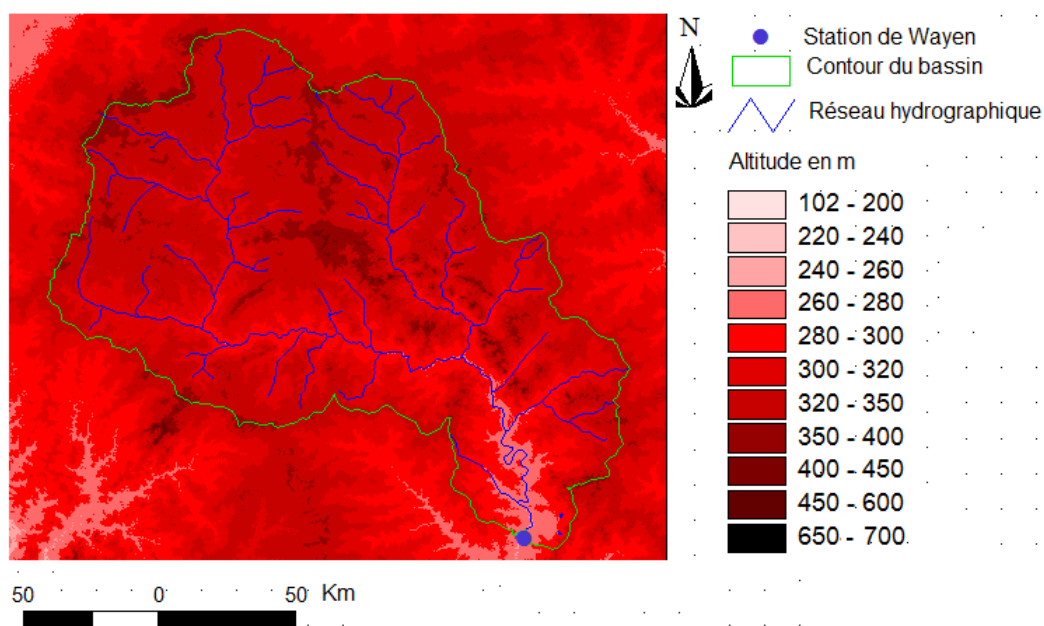 N
Station de Wayen
Contour du bassin
Réseau hydrographique
Altitude en m
102 - 200
220 - 240
240 - 260
260 - 280
280 - 300
300 - 320
320 - 350
350 - 400
400 - 450
450 - 600
650 - 700
50 0 50 Km